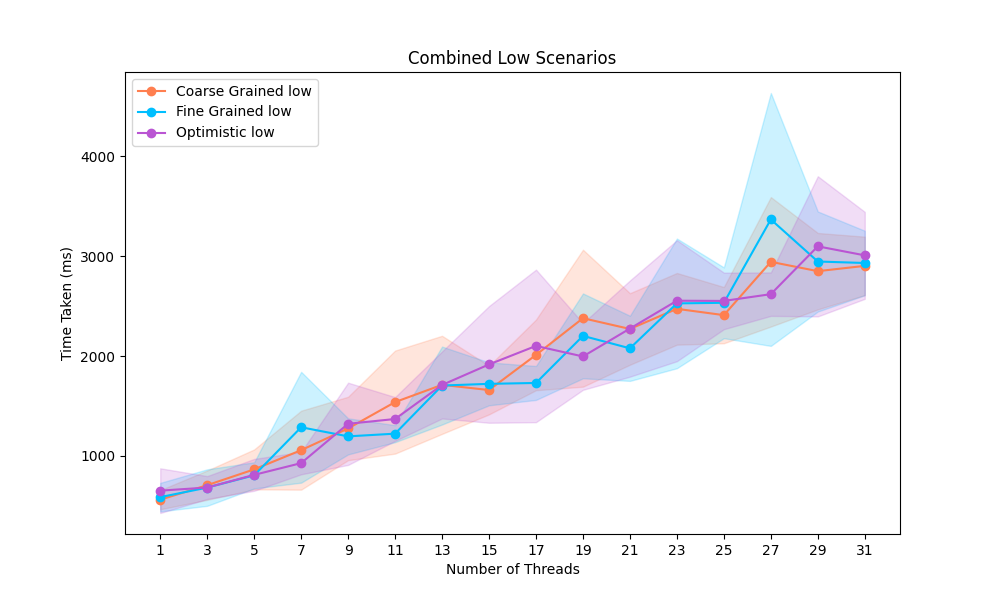 Combined Low Scenarios
Coarse Grained low
Fine Grained low
Optimistic low
4000
3000
2000
1000
Time Taken (ms)
1 3 5 7 9 11 13 15 17 19 21 23 25 27 29 31
Number of Threads